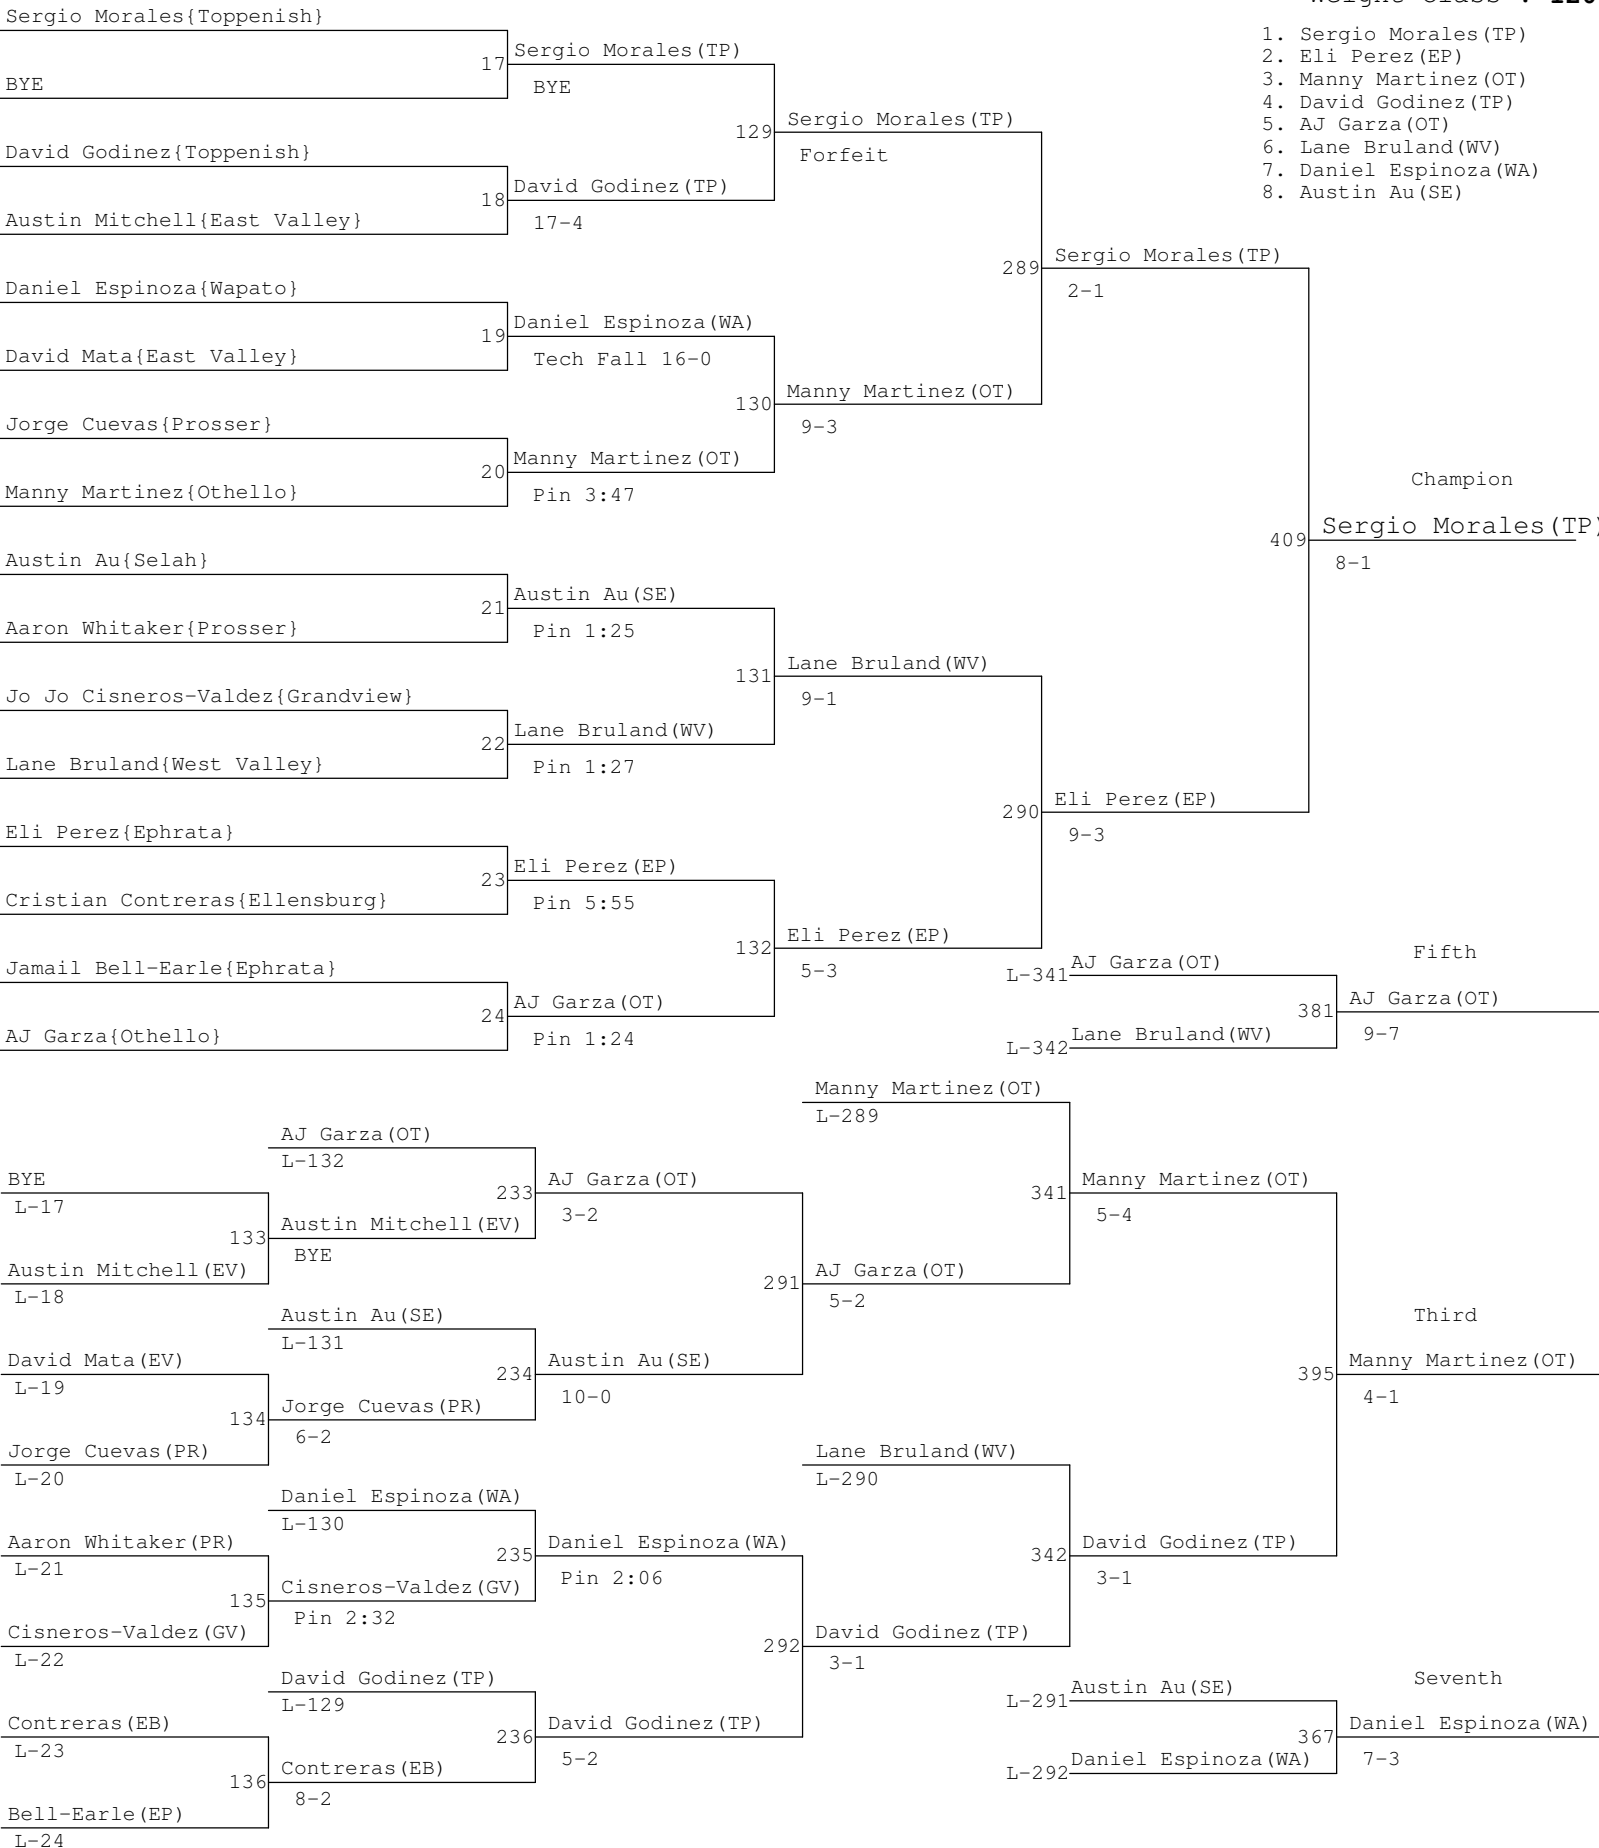 Weight Class : 120
1. Sergio Morales(TP)
2. Eli Perez(EP)
3. Manny Martinez(OT)
4. David Godinez(TP)
5. AJ Garza(OT)
6. Lane Bruland(WV)
7. Daniel Espinoza(WA)
8. Austin Au(SE)
Sergio Morales{Toppenish}
17
BYE
David Godinez{Toppenish}
18
Austin Mitchell{East Valley}
Daniel Espinoza{Wapato}
19
David Mata{East Valley}
Jorge Cuevas{Prosser}
20
Manny Martinez{Othello}
Austin Au{Selah}
21
Aaron Whitaker{Prosser}
Jo Jo Cisneros-Valdez{Grandview}
22
Lane Bruland{West Valley}
Eli Perez{Ephrata}
23
Cristian Contreras{Ellensburg}
Jamail Bell-Earle{Ephrata}
24
AJ Garza{Othello}
Sergio Morales(TP)
BYE
129
David Godinez(TP)
17-4
Daniel Espinoza(WA)
Tech Fall 16-0
130
Manny Martinez(OT)
Pin 3:47
Austin Au(SE)
Pin 1:25
131
Lane Bruland(WV)
Pin 1:27
Eli Perez(EP)
Pin 5:55
132
AJ Garza(OT)
Pin 1:24
Sergio Morales(TP)
Forfeit
289
Manny Martinez(OT)
9-3
Lane Bruland(WV)
9-1
290
Eli Perez(EP)
5-3
Sergio Morales(TP)
2-1
409
Eli Perez(EP)
9-3
Champion
Sergio Morales(TP)
8-1
Fifth
L-341 AJ Garza(OT)
381
L-342 Lane Bruland(WV)
AJ Garza(OT)
9-7
BYE
L-17
133
Austin Mitchell(EV)
L-18
David Mata(EV)
L-19
134
Jorge Cuevas(PR)
L-20
Aaron Whitaker(PR)
L-21
135
Cisneros-Valdez(GV)
L-22
Contreras(EB)
L-23
136
Bell-Earle(EP)
L-24
AJ Garza(OT)
L-132
233
Austin Mitchell(EV)
BYE
Austin Au(SE)
L-131
234
Jorge Cuevas(PR)
6-2
Daniel Espinoza(WA)
L-130
235
Cisneros-Valdez(GV)
Pin 2:32
David Godinez(TP)
L-129
236
Contreras(EB)
8-2
AJ Garza(OT)
3-2
291
Austin Au(SE)
10-0
Daniel Espinoza(WA)
Pin 2:06
292
David Godinez(TP)
5-2
Manny Martinez(OT)
L-289
341
AJ Garza(OT)
5-2
Lane Bruland(WV)
L-290
342
David Godinez(TP)
3-1
Manny Martinez(OT)
5-4
395
David Godinez(TP)
3-1
Third
Manny Martinez(OT)
4-1
Seventh
L-291 Austin Au(SE)
367
L-292 Daniel Espinoza(WA)
Daniel Espinoza(WA)
7-3